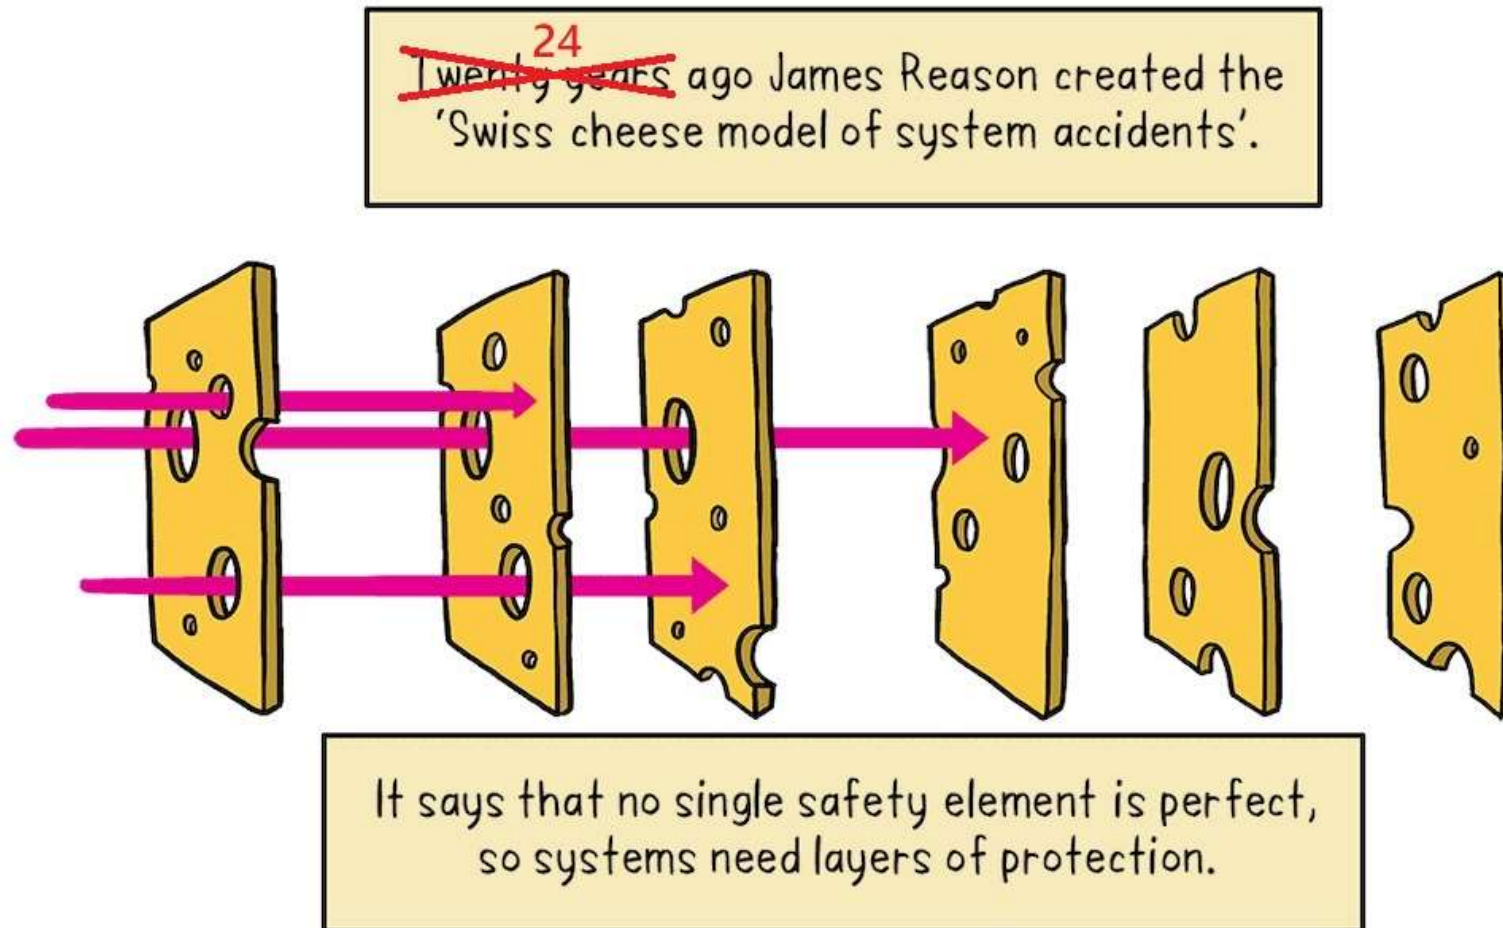 24
Twenty years ago James Reason created the
'Swiss cheese model of system accidents'.
It says that no single safety element is perfect,
so systems need layers of protection.